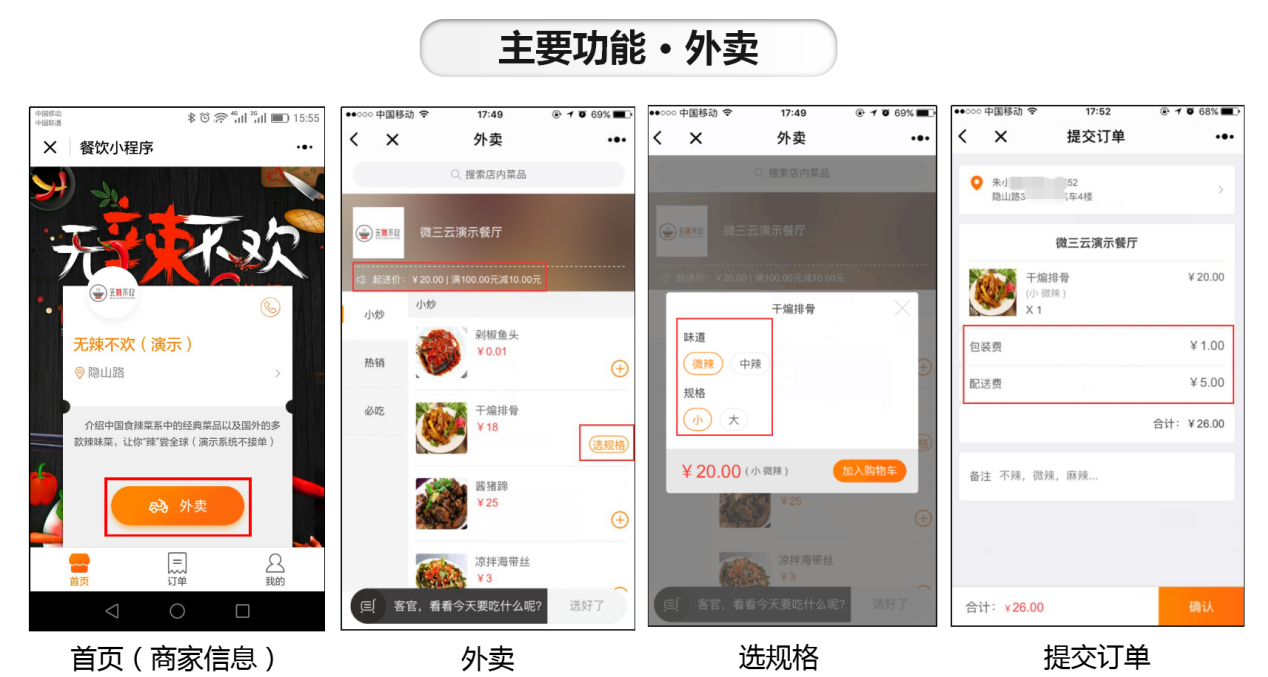 主要功能·外卖
中国移动
中国联通
15:55
餐饮小程序
无辣不欢
无辣不欢
无辣不欢（演示）
隐山路
介绍中国食辣菜系中的经典菜品以及国外的多
款辣味菜，让你“辣”尝全球（演示系统不接单）
外卖
首页 订单 我的
首页（商家信息）
中国移动 17:49 69%
外卖
搜索店内菜品
无辣不欢
微三云演示餐厅
起送价：￥20.00 | 满100.00元减10.00元
小炒
热销
必吃
小炒
剁椒鱼头
￥0.01
干煸排骨
￥18
选规格
酱猪蹄
￥25
凉拌海带丝
￥3
客官，看看今天要吃什么呢? 选好了
外卖
中国移动 17:49 69%
外卖
搜索店内菜品
无辣不欢
微三云演示餐厅
起送价：￥20.00 | 满100.00元减10.00元
干煸排骨
味道
微辣 中辣
规格
小 大
￥20.00 (小 微辣) 加入购物车
￥25
凉拌海带丝
￥3
客官，看看今天要吃什么呢? 选好了
选规格
中国移动 17:52 68%
提交订单
朱小 52
隐山路3 车4楼
微三云演示餐厅
干煸排骨 ￥20.00
(小 微辣)
X 1
包装费 ￥1.00
配送费 ￥5.00
合计：￥26.00
备注 不辣，微辣，麻辣...
合计：￥26.00 确认
提交订单